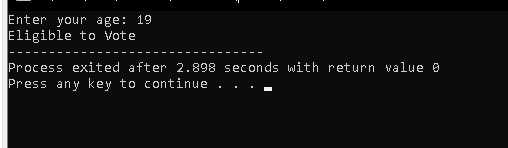 Enter your age: 19
Eligible to Vote
--------------------------------
Process exited after 2.898 seconds with return value 0
Press any key to continue . . .